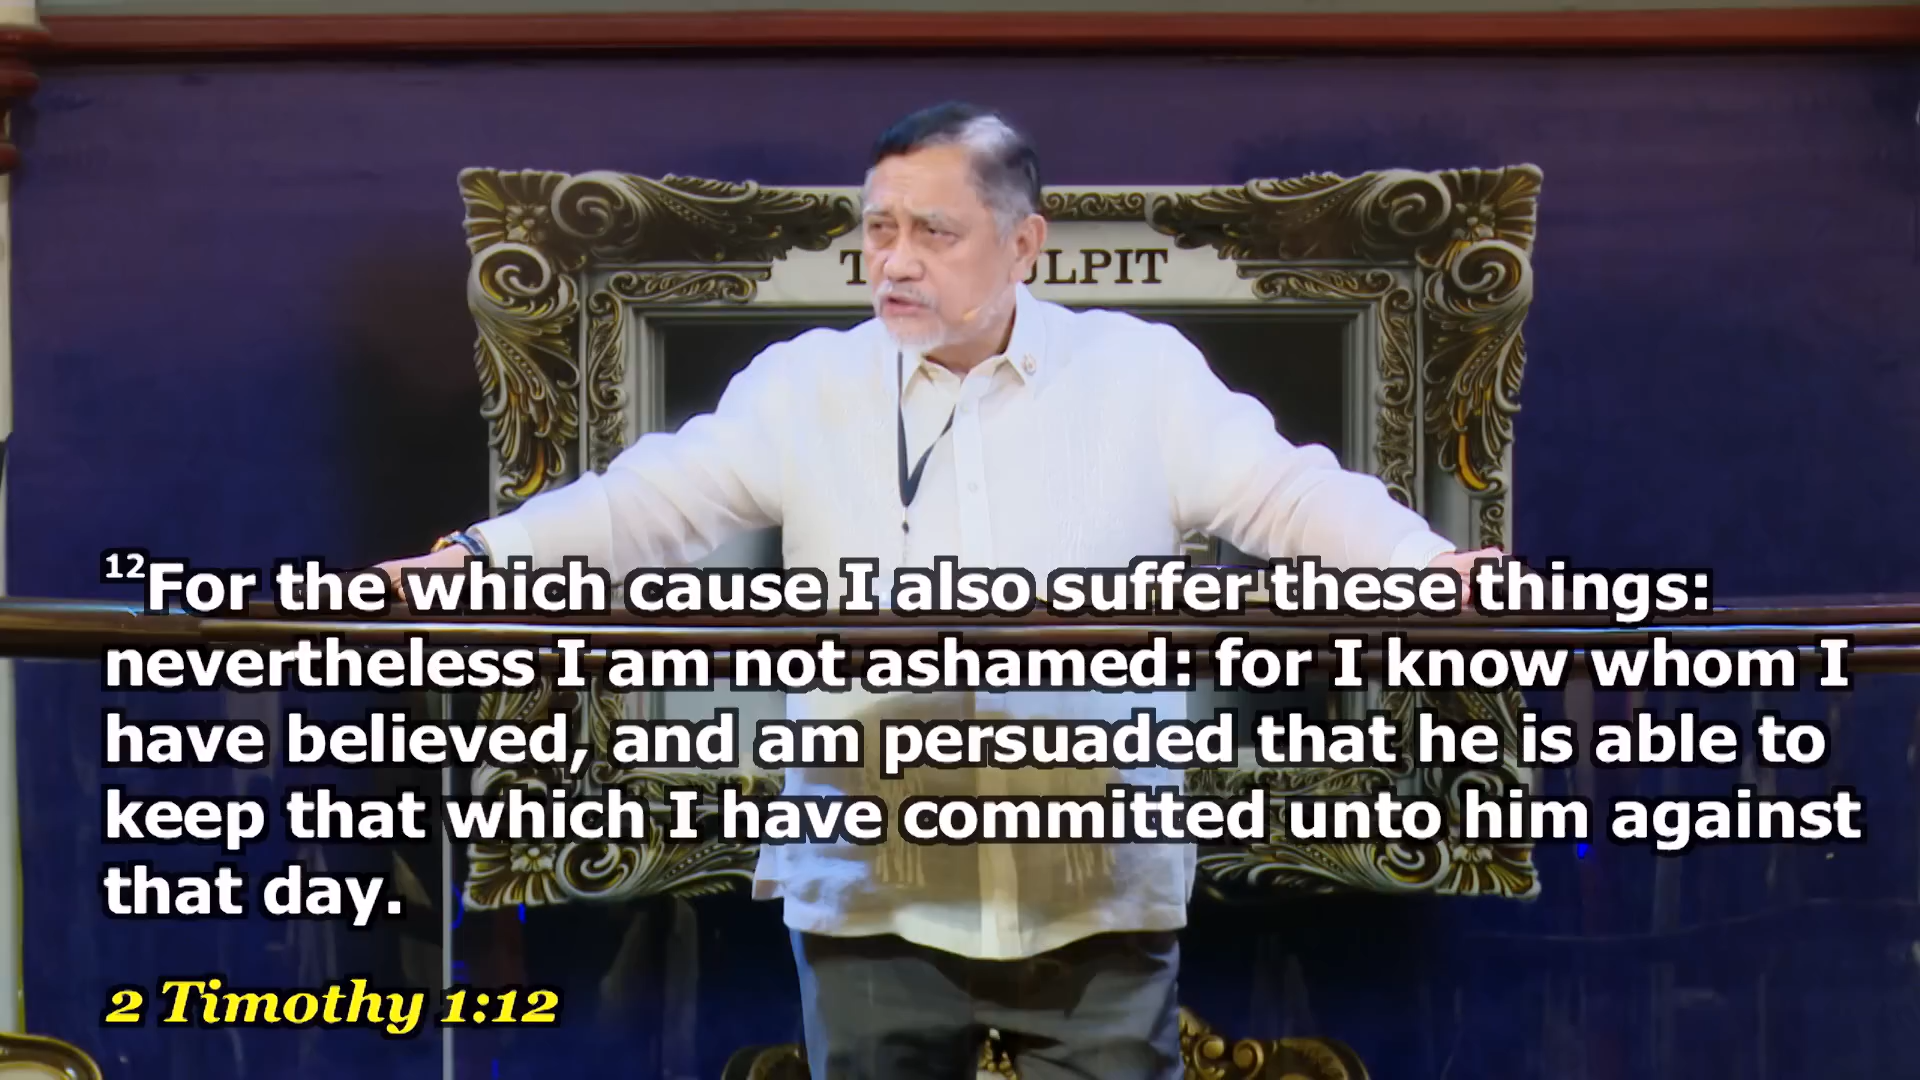 T ULPIT
12For the which cause I also suffer these things:
nevertheless I am not ashamed: for I know whom I
have believed, and am persuaded that he is able to
keep that which I have committed unto him against
that day.
2 Timothy 1:12